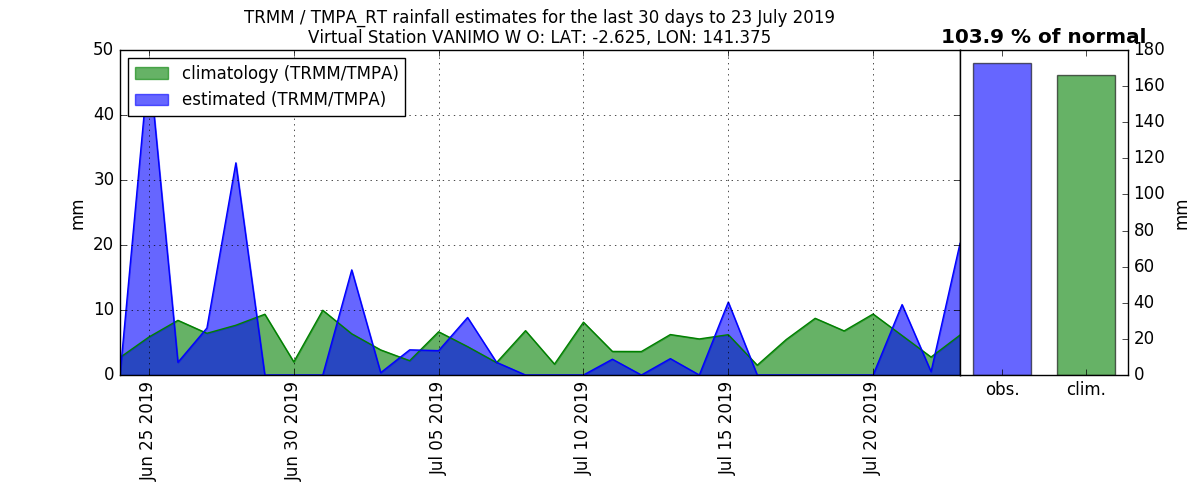 TRMM / TMPA_RT rainfall estimates for the last 30 days to 23 July 2019
Virtual Station VANIMO W O: LAT: -2.625, LON: 141.375
103.9 % of normal
climatology (TRMM/TMPA)
estimated (TRMM/TMPA)
50
40
30
20
10
0
mm
Jun 25 2019
Jun 30 2019
Jul 05 2019
Jul 10 2019
Jul 15 2019
Jul 20 2019
obs.
clim.
180
160
140
120
100
80
60
40
20
0
mm